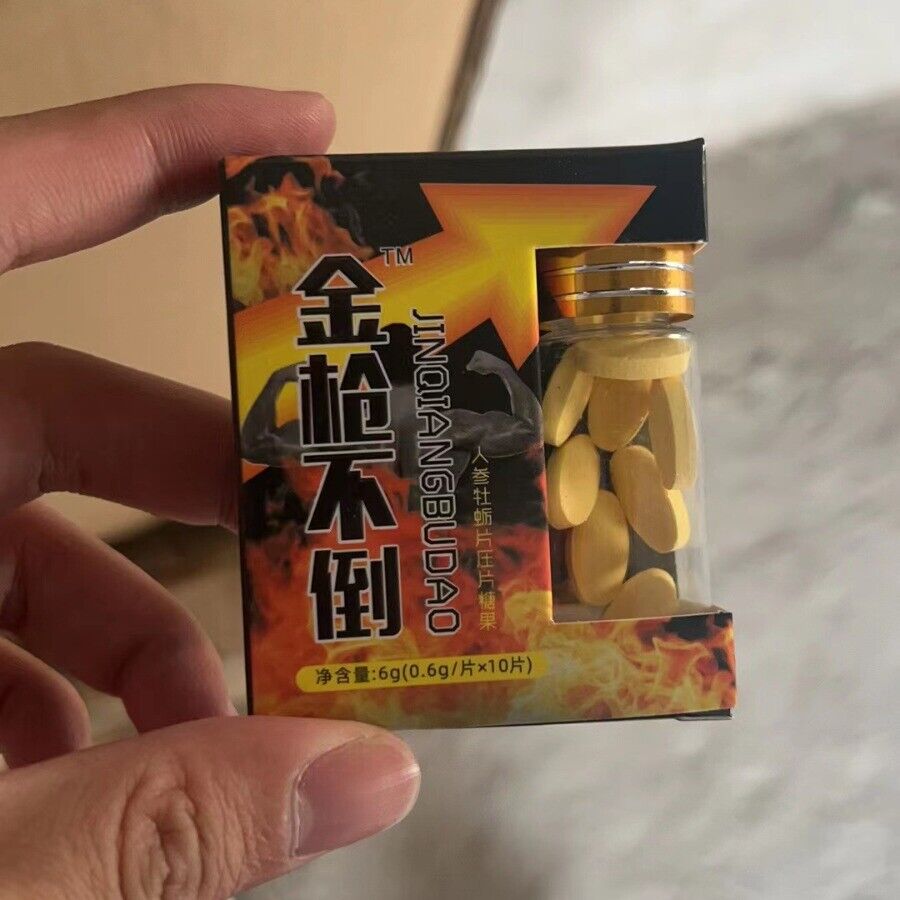 金枪不倒
TM
JINQIANGBUDAO
人参牡蛎片压片糖果
净含量:6g(0.6g/片×10片)